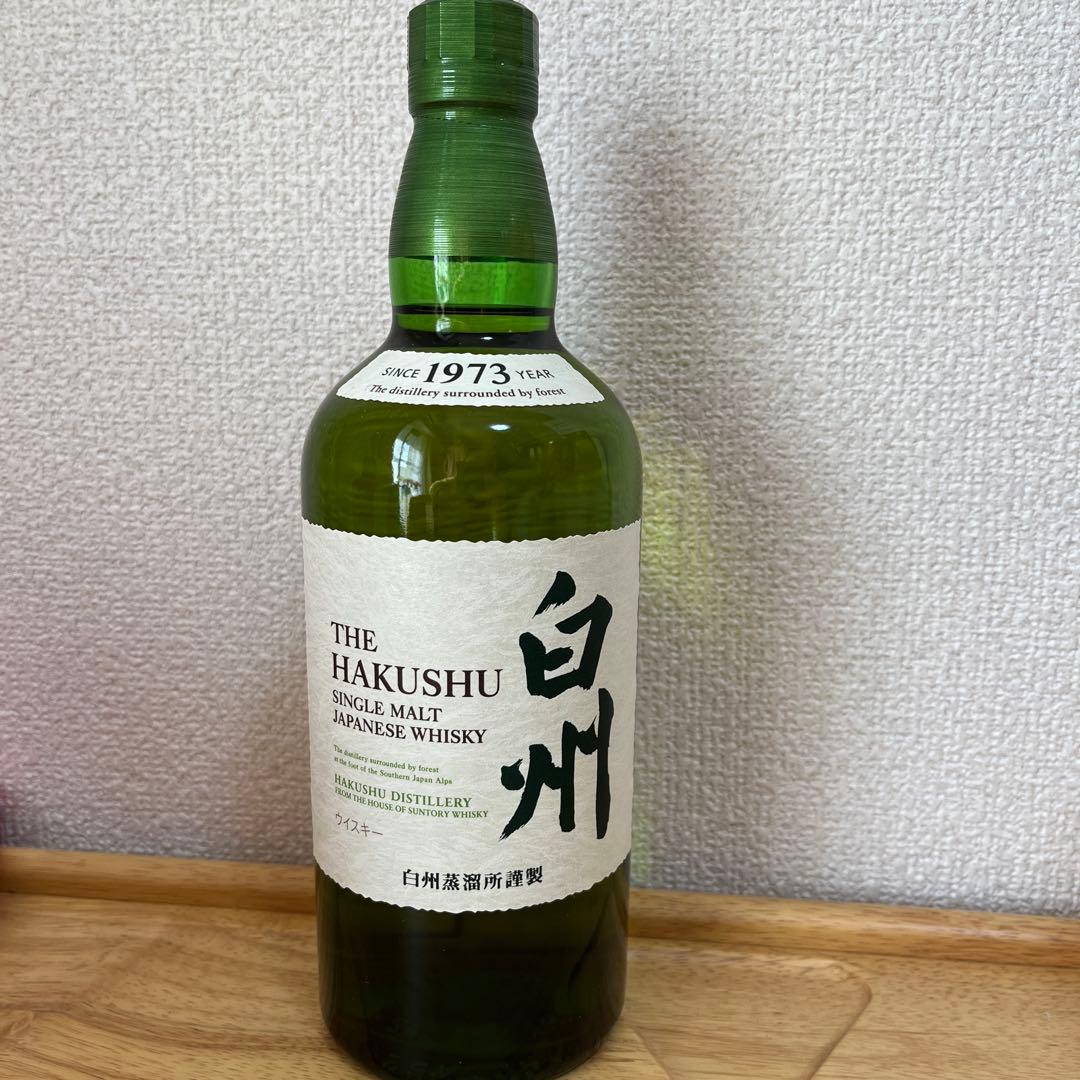 SINCE 1973 YEAR
The distillery surrounded by forest
白州
THE
HAKUSHU
SINGLE MALT
JAPANESE WHISKY
The distillery surrounded by forest
at the foot of the Southern Japan Alps
HAKUSHU DISTILLERY
FROM THE HOUSE OF SUNTORY WHISKY
ウイスキー
白州蒸溜所謹製